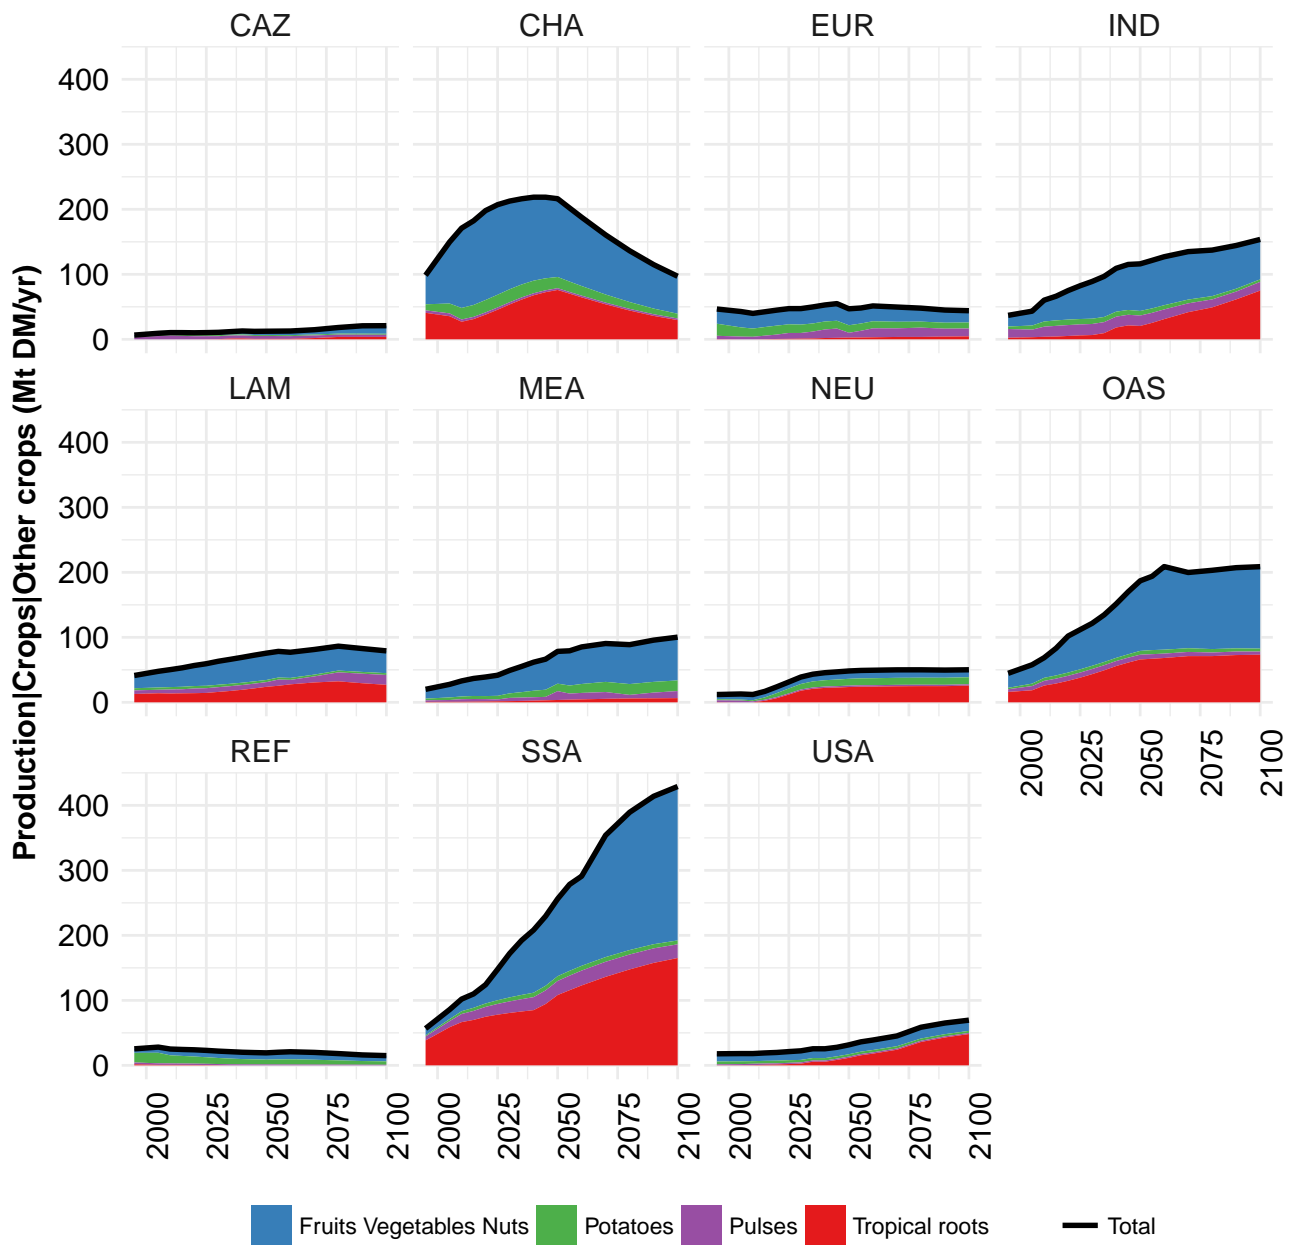 CAZ CHA EUR IND
400
300
200
100
0
LAM MEA NEU OAS
400
300
200
100
0
2000 2025 2050 2075 2100
REF SSA USA
400
300
200
100
0
2000 2025 2050 2075 2100 2000 2025 2050 2075 2100 2000 2025 2050 2075 2100
Production|Crops|Other crops (Mt DM/yr)
Fruits Vegetables Nuts Potatoes Pulses Tropical roots Total